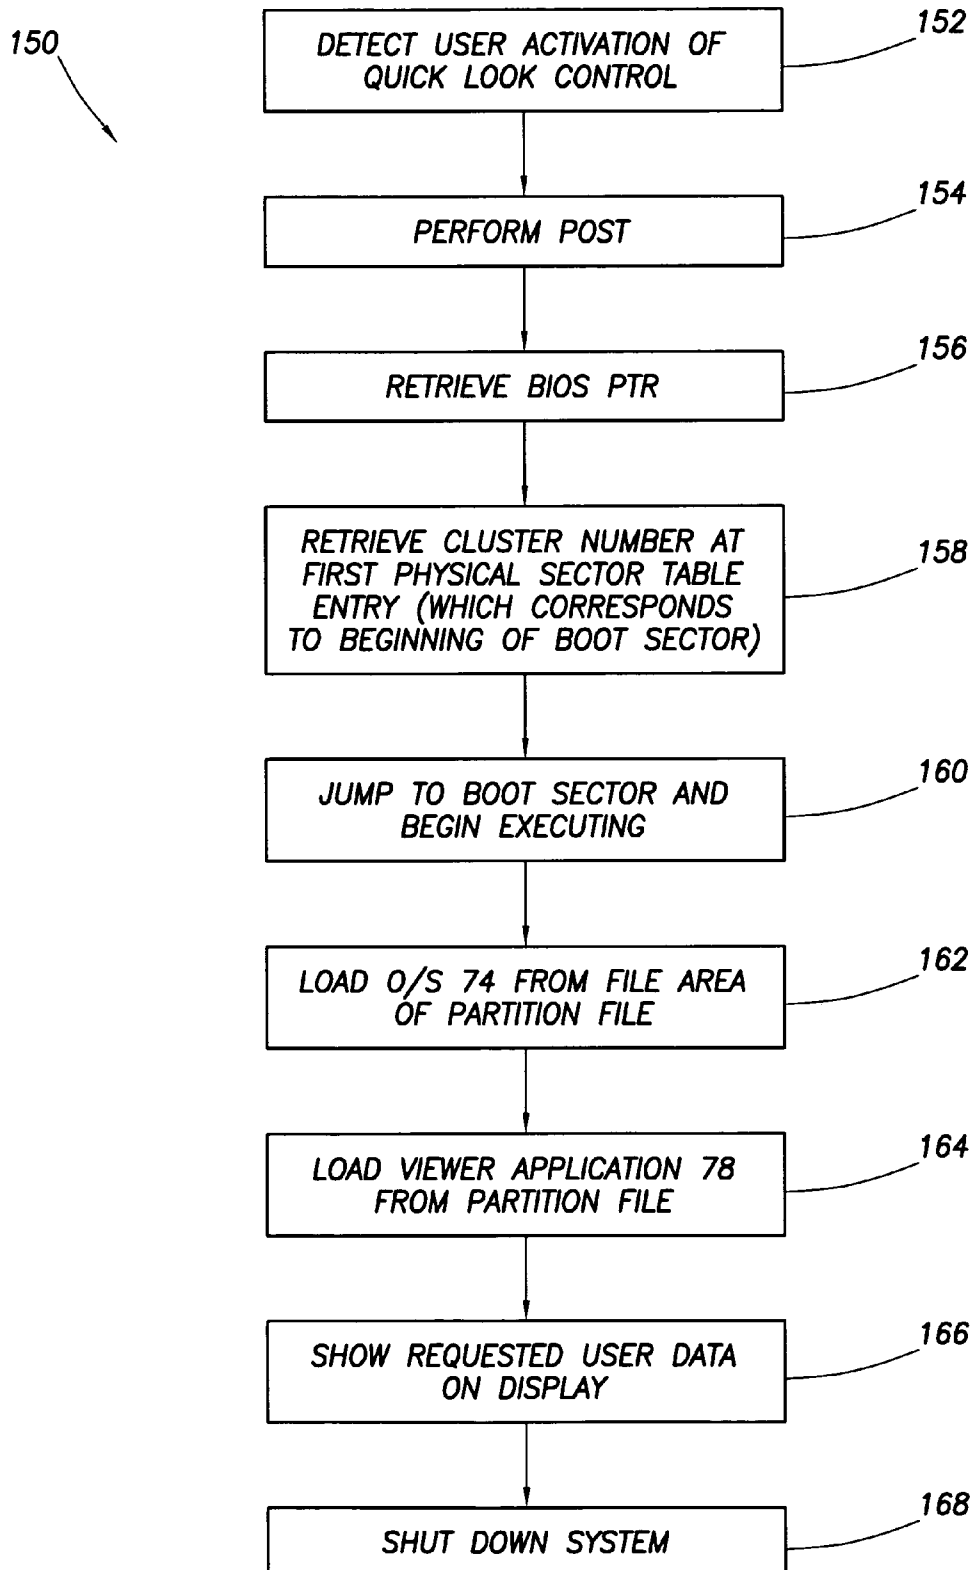 150
DETECT USER ACTIVATION OF
QUICK LOOK CONTROL
152
PERFORM POST
154
RETRIEVE BIOS PTR
156
RETRIEVE CLUSTER NUMBER AT
FIRST PHYSICAL SECTOR TABLE
ENTRY (WHICH CORRESPONDS
TO BEGINNING OF BOOT SECTOR)
158
JUMP TO BOOT SECTOR AND
BEGIN EXECUTING
160
LOAD O/S 74 FROM FILE AREA
OF PARTITION FILE
162
LOAD VIEWER APPLICATION 78
FROM PARTITION FILE
164
SHOW REQUESTED USER DATA
ON DISPLAY
166
SHUT DOWN SYSTEM
168